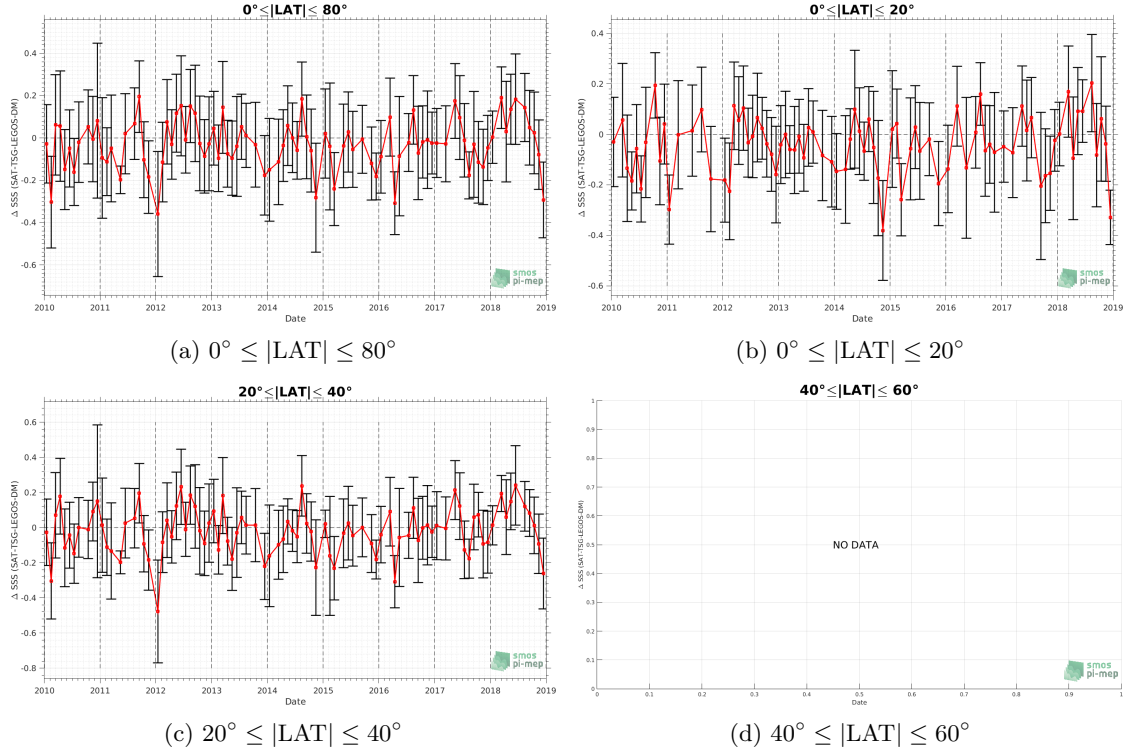 0°≤|LAT|≤ 80°
0.4
0.2
0
-0.2
-0.4
-0.6
Δ SSS (SAT-TSG-LEGOS-DM)
2010 2011 2012 2013 2014 2015 2016 2017 2018 2019
Date
smos
pi-mep
(a) 0° ≤ |LAT| ≤ 80°
0°≤|LAT|≤ 20°
0.4
0.2
0
-0.2
-0.4
-0.6
Δ SSS (SAT-TSG-LEGOS-DM)
2010 2011 2012 2013 2014 2015 2016 2017 2018 2019
Date
smos
pi-mep
(b) 0° ≤ |LAT| ≤ 20°
20°≤|LAT|≤ 40°
0.6
0.4
0.2
0
-0.2
-0.4
-0.6
-0.8
Δ SSS (SAT-TSG-LEGOS-DM)
2010 2011 2012 2013 2014 2015 2016 2017 2018 2019
Date
smos
pi-mep
(c) 20° ≤ |LAT| ≤ 40°
40°≤|LAT|≤ 60°
1
0.9
0.8
0.7
0.6
0.5
0.4
0.3
0.2
0.1
0
Δ SSS (SAT-TSG-LEGOS-DM)
NO DATA
0 0.1 0.2 0.3 0.4 0.5 0.6 0.7 0.8 0.9 1
Date
smos
pi-mep
(d) 40° ≤ |LAT| ≤ 60°